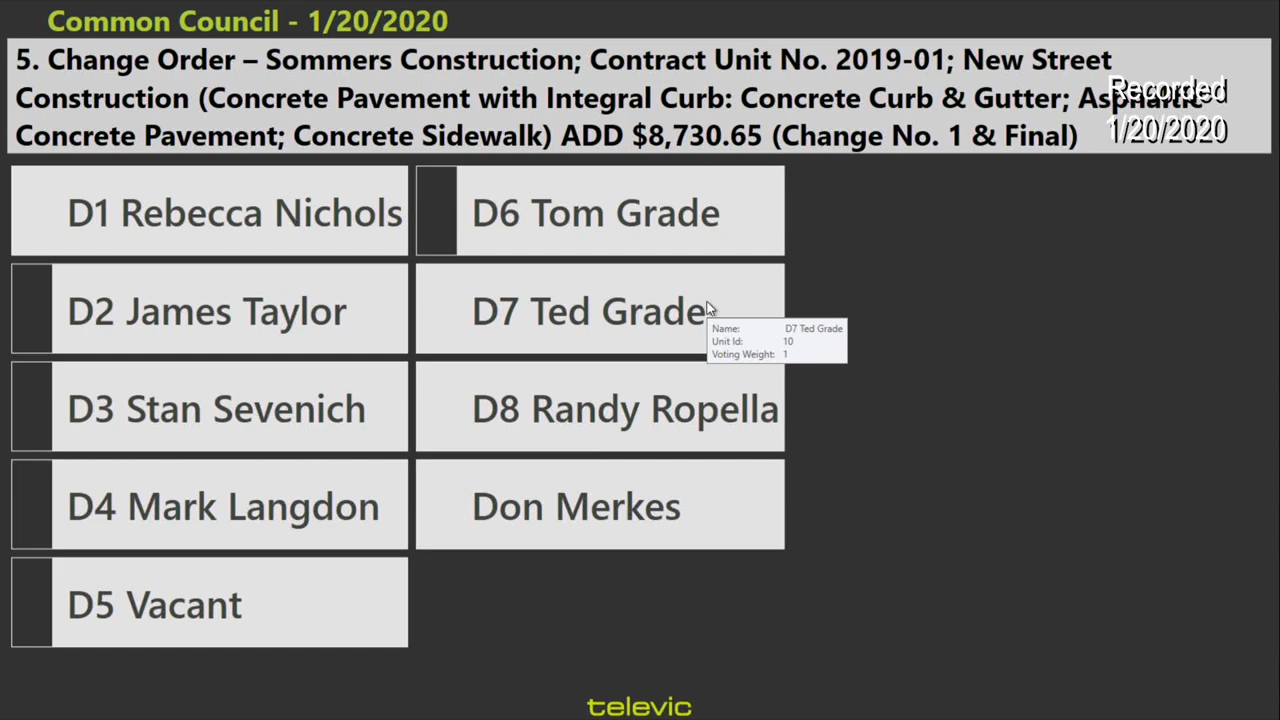 Common Council - 1/20/2020
5. Change Order – Sommers Construction; Contract Unit No. 2019-01; New Street
Construction (Concrete Pavement with Integral Curb: Concrete Curb & Gutter; Asphaltic
Concrete Pavement; Concrete Sidewalk) ADD $8,730.65 (Change No. 1 & Final)
Recorded
1/20/2020
D1 Rebecca Nichols
D2 James Taylor
D3 Stan Sevenich
D4 Mark Langdon
D5 Vacant
D6 Tom Grade
D7 Ted Grade
Name: D7 Ted Grade
Unit Id: 10
Voting Weight: 1
D8 Randy Ropella
Don Merkes
televic